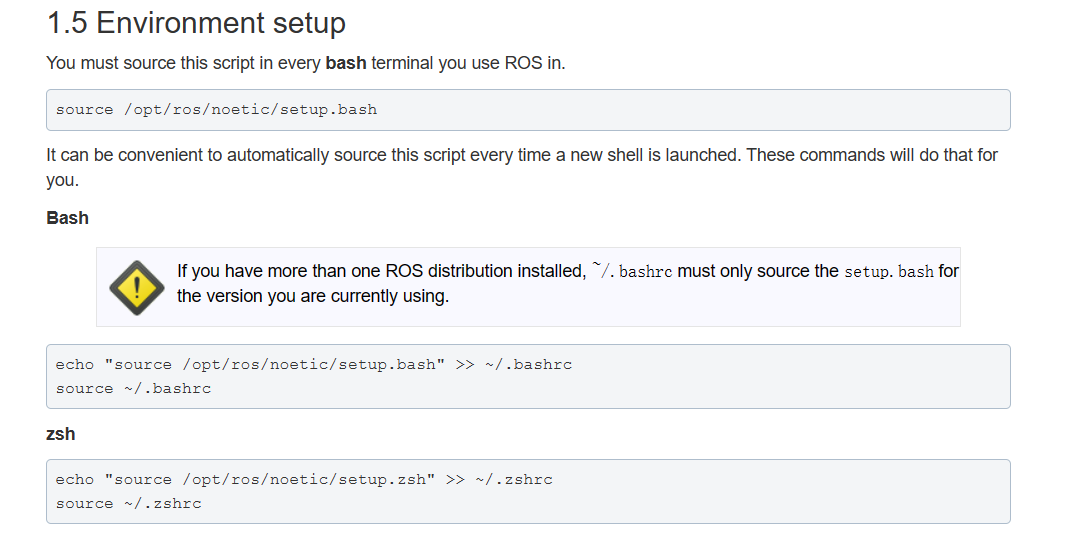 1.5 Environment setup
You must source this script in every bash terminal you use ROS in.
source /opt/ros/noetic/setup.bash
It can be convenient to automatically source this script every time a new shell is launched. These commands will do that for
you.
Bash
If you have more than one ROS distribution installed, ~/.bashrc must only source the setup.bash for
the version you are currently using.
echo "source /opt/ros/noetic/setup.bash" >> ~/.bashrc
source ~/.bashrc
zsh
echo "source /opt/ros/noetic/setup.zsh" >> ~/.zshrc
source ~/.zshrc